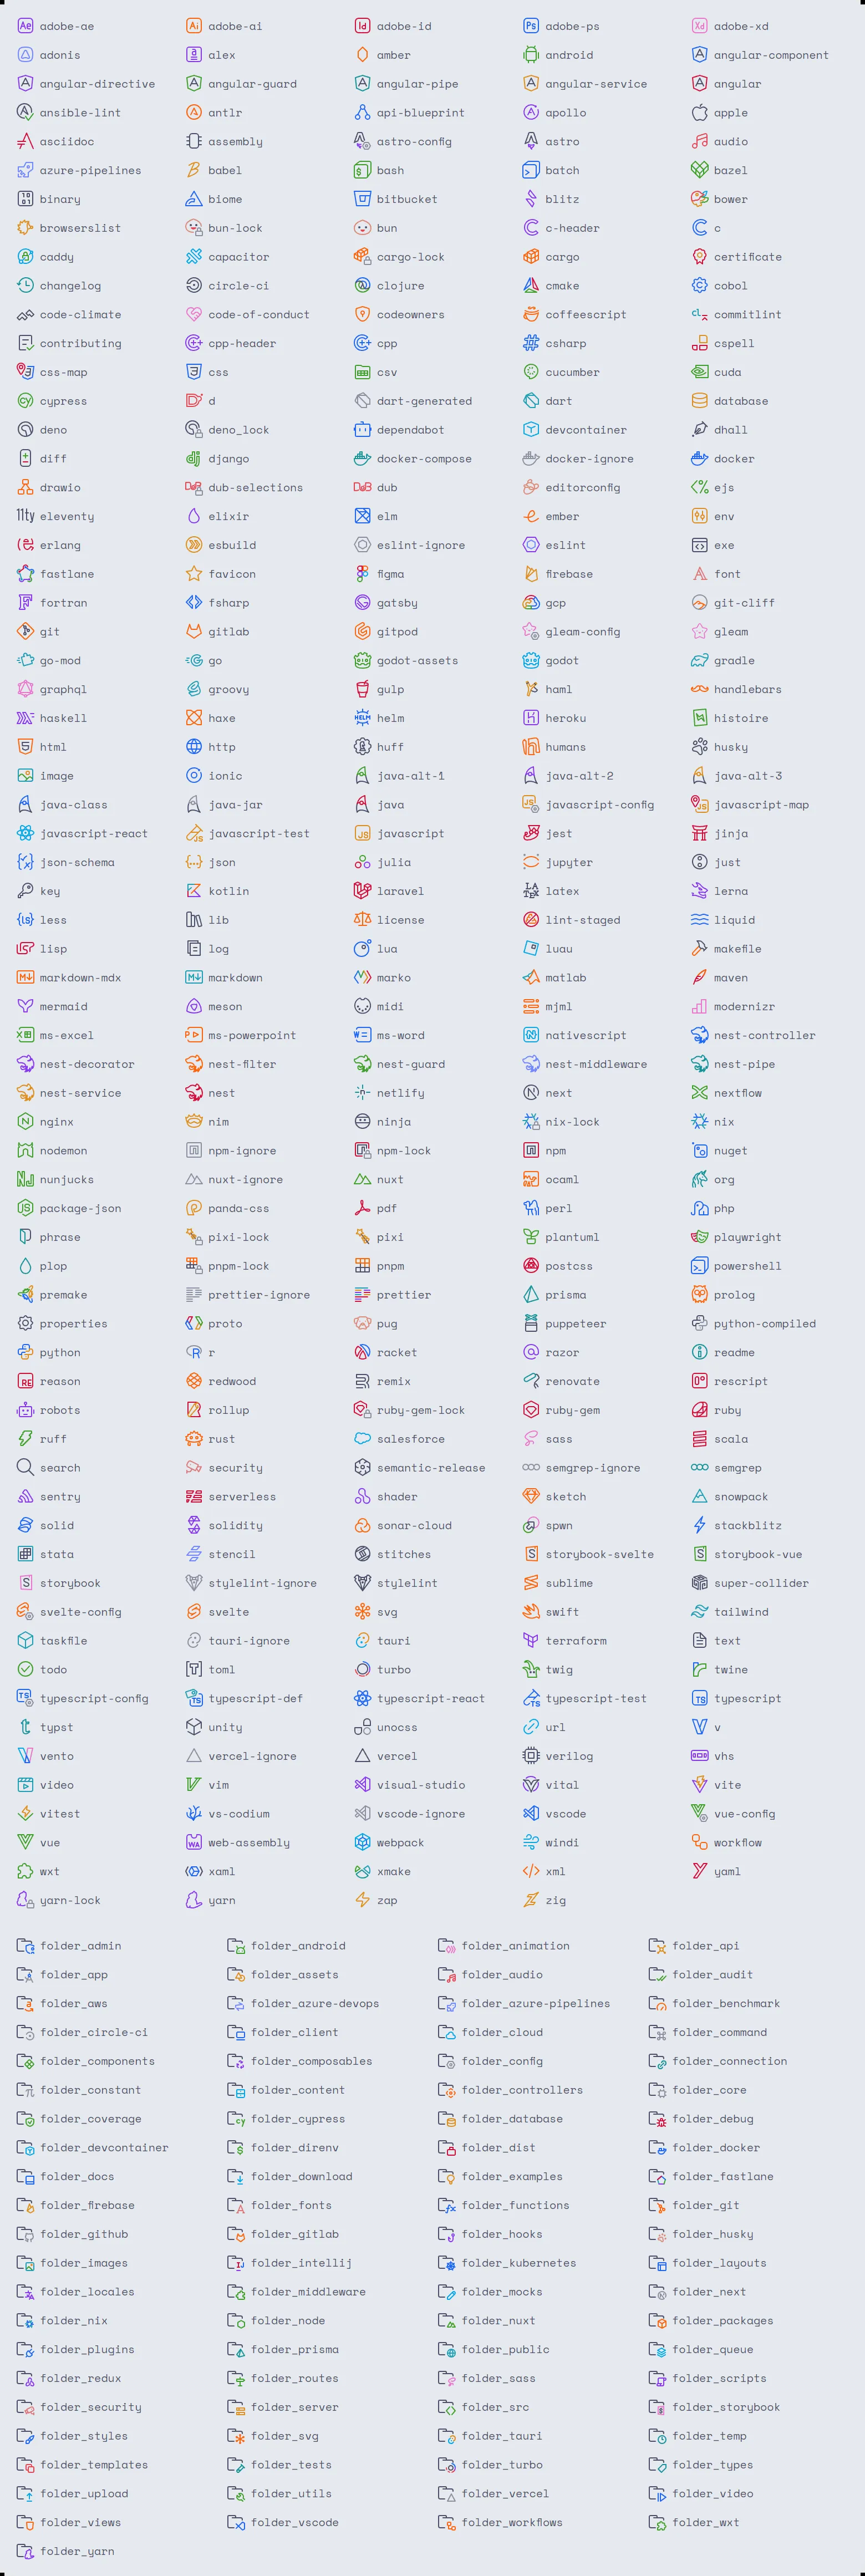 adobe-ae adobe-ai adobe-id adobe-ps adobe-xd
adonis alex amber android angular-component
angular-directive angular-guard angular-pipe angular-service angular
ansible-lint antlr api-blueprint apollo apple
asciidoc assembly astro-config astro audio
azure-pipelines babel bash batch bazel
binary biome bitbucket blitz bower
browserslist bun-lock bun c-header c
caddy capacitor cargo-lock cargo certificate
changelog circle-ci clojure cmake cobol
code-climate code-of-conduct codeowners coffeescript commitlint
contributing cpp-header cpp csharp cspell
css-map css csv cucumber cuda
cypress d dart-generated dart database
deno deno_lock dependabot devcontainer dhall
diff django docker-compose docker-ignore docker
drawio dub-selections dub editorconfig ejs
eleventy elixir elm ember env
erlang esbuild eslint-ignore eslint exe
fastlane favicon figma firebase font
fortran fsharp gatsby gcp git-cliff
git gitlab gitpod gleam-config gleam
go-mod go godot-assets godot gradle
graphql groovy gulp haml handlebars
haskell haxe helm heroku histoire
html http huff humans husky
image ionic java-alt-1 java-alt-2 java-alt-3
java-class java-jar java javascript-config javascript-map
javascript-react javascript-test javascript jest jinja
json-schema json julia jupyter just
key kotlin laravel latex lerna
less lib license lint-staged liquid
lisp log lua luau makefile
markdown-mdx markdown marko matlab maven
mermaid meson midi mjml modernizr
ms-excel ms-powerpoint ms-word nativescript nest-controller
nest-decorator nest-filter nest-guard nest-middleware nest-pipe
nest-service nest netlify next nextflow
nginx nim ninja nix-lock nix
nodemon npm-ignore npm-lock npm nuget
nunjucks nuxt-ignore nuxt ocaml org
package-json panda-css pdf perl php
phrase pixi-lock pixi plantuml playwright
plop pnpm-lock pnpm postcss powershell
premake prettier-ignore prettier prisma prolog
properties proto pug puppeteer python-compiled
python r racket razor readme
reason redwood remix renovate rescript
robots rollup ruby-gem-lock ruby-gem ruby
ruff rust salesforce sass scala
search security semantic-release semgrep-ignore semgrep
sentry serverless shader sketch snowpack
solid solidity sonar-cloud spwn stackblitz
stata stencil stitches storybook-svelte storybook-vue
storybook stylelint-ignore stylelint sublime super-collider
svelte-config svelte svg swift tailwind
taskfile tauri-ignore tauri terraform text
todo toml turbo twig twine
typescript-config typescript-def typescript-react typescript-test typescript
typst unity unocss url v
vento vercel-ignore vercel verilog vhs
video vim visual-studio vital vite
vitest vs-codium vscode-ignore vscode vue-config
vue web-assembly webpack windi workflow
wxt xaml xmake xml yaml
yarn-lock yarn zap zig
folder_admin folder_android folder_animation folder_api
folder_app folder_assets folder_audio folder_audit
folder_aws folder_azure-devops folder_azure-pipelines folder_benchmark
folder_circle-ci folder_client folder_cloud folder_command
folder_components folder_composables folder_config folder_connection
folder_constant folder_content folder_controllers folder_core
folder_coverage folder_cypress folder_database folder_debug
folder_devcontainer folder_direnv folder_dist folder_docker
folder_docs folder_download folder_examples folder_fastlane
folder_firebase folder_fonts folder_functions folder_git
folder_github folder_gitlab folder_hooks folder_husky
folder_images folder_intellij folder_kubernetes folder_layouts
folder_locales folder_middleware folder_mocks folder_next
folder_nix folder_node folder_nuxt folder_packages
folder_plugins folder_prisma folder_public folder_queue
folder_redux folder_routes folder_sass folder_scripts
folder_security folder_server folder_src folder_storybook
folder_styles folder_svg folder_tauri folder_temp
folder_templates folder_tests folder_turbo folder_types
folder_upload folder_utils folder_vercel folder_video
folder_views folder_vscode folder_workflows folder_wxt
folder_yarn